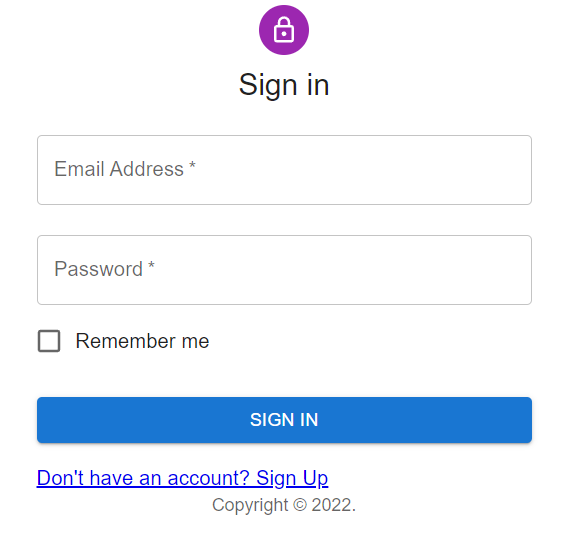 Sign in
Email Address *
Password *
Remember me
SIGN IN
Don't have an account? Sign Up
Copyright © 2022.